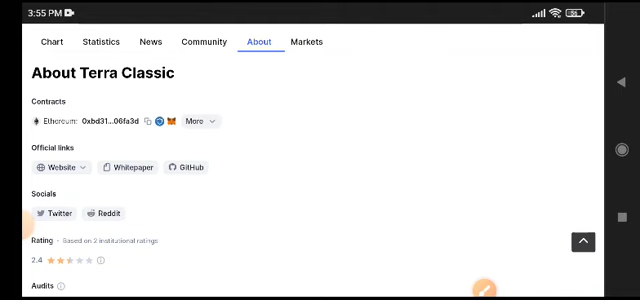 3:55 PM
Chart Statistics News Community About Markets
About Terra Classic
Contracts
Ethereum: 0xbd31...06fa3d More
Official links
Website Whitepaper GitHub
Socials
Twitter Reddit
Rating · Based on 2 institutional ratings
2.4
Audits